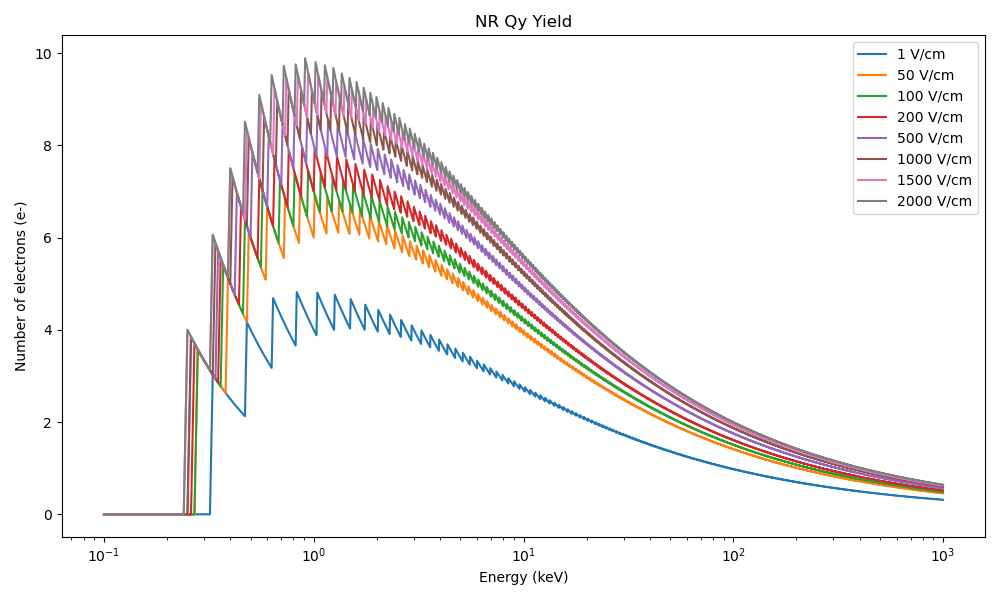 NR Qy Yield
Number of electrons (e-)
10
8
6
4
2
0
10⁻¹
10⁰
10¹
10²
10³
Energy (keV)
1 V/cm
50 V/cm
100 V/cm
200 V/cm
500 V/cm
1000 V/cm
1500 V/cm
2000 V/cm